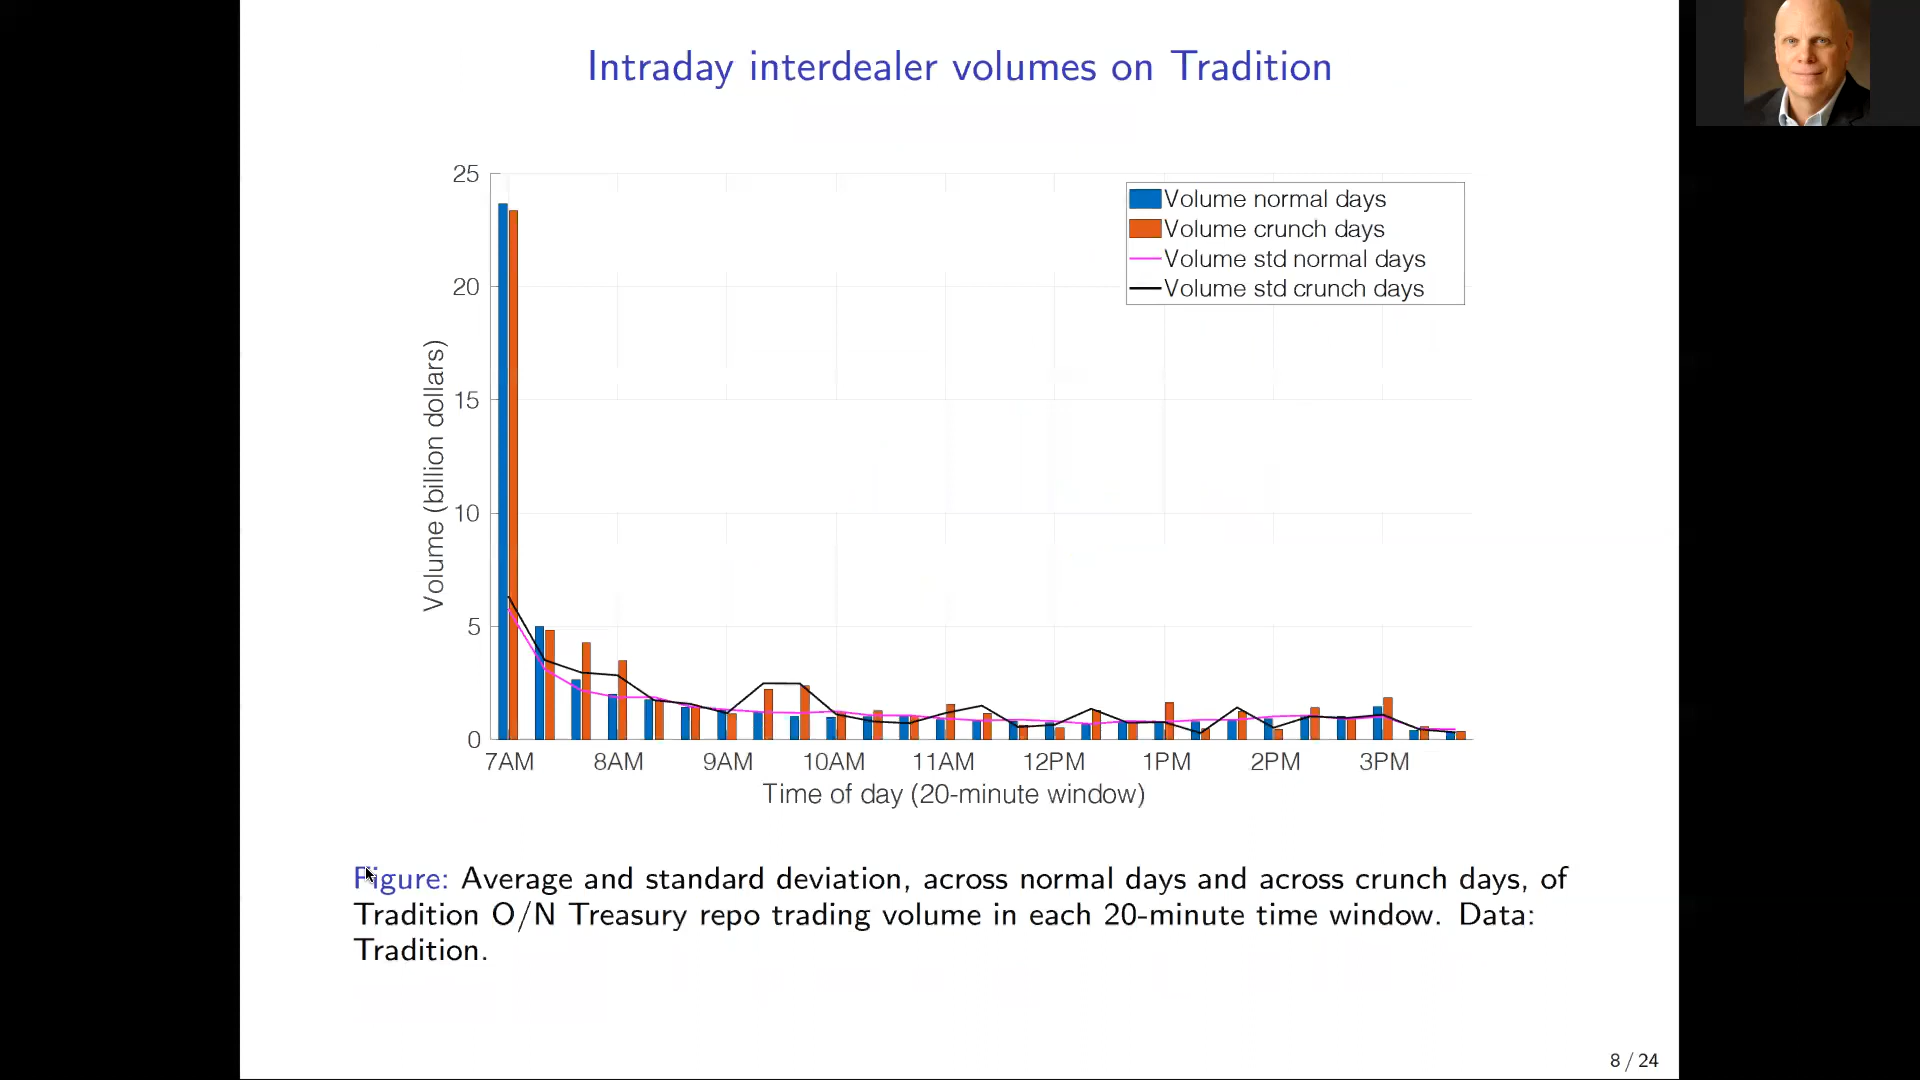 Intraday interdealer volumes on Tradition
25
20
15
10
5
0
Volume (billion dollars)
Volume normal days
Volume crunch days
Volume std normal days
Volume std crunch days
7AM 8AM 9AM 10AM 11AM 12PM 1PM 2PM 3PM
Time of day (20-minute window)
Figure: Average and standard deviation, across normal days and across crunch days, of
Tradition O/N Treasury repo trading volume in each 20-minute time window. Data:
Tradition.
8 / 24